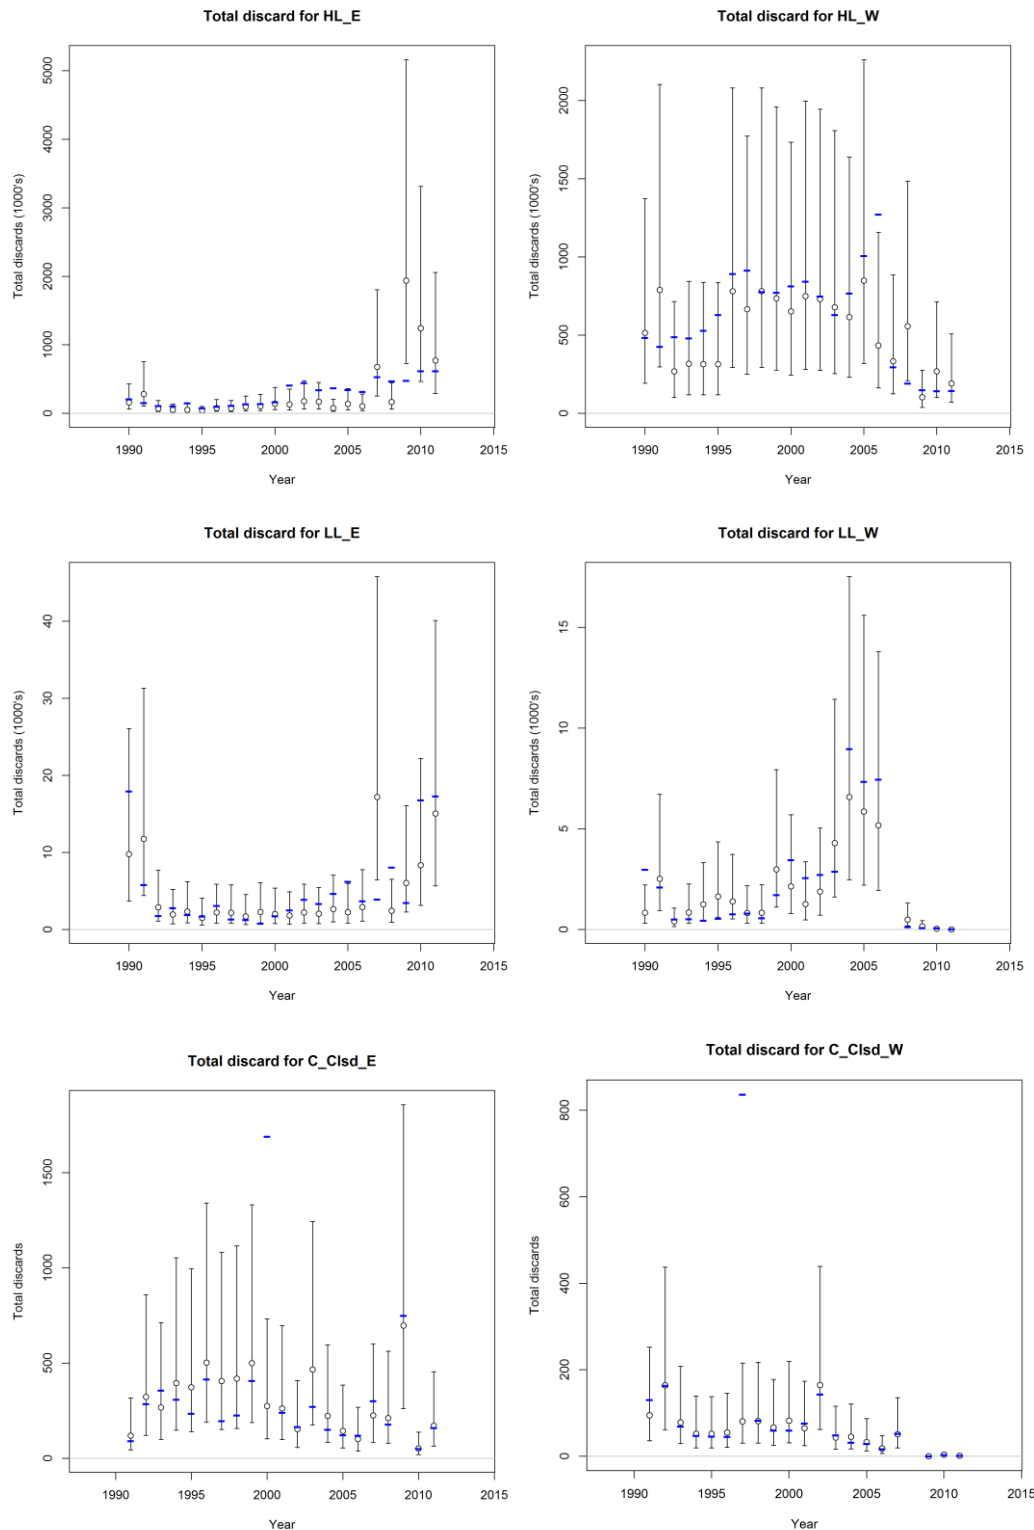 Total discard for HL_E
Total discards (1000's)
5000
4000
3000
2000
1000
0
1990 1995 2000 2005 2010 2015
Year
Total discard for HL_W
Total discards (1000's)
2000
1500
1000
500
0
1990 1995 2000 2005 2010 2015
Year
Total discard for LL_E
Total discards (1000's)
40
30
20
10
0
1990 1995 2000 2005 2010 2015
Year
Total discard for LL_W
Total discards (1000's)
15
10
5
0
1990 1995 2000 2005 2010 2015
Year
Total discard for C_Clsd_E
Total discards
1500
1000
500
0
1990 1995 2000 2005 2010 2015
Year
Total discard for C_Clsd_W
Total discards
800
600
400
200
0
1990 1995 2000 2005 2010 2015
Year